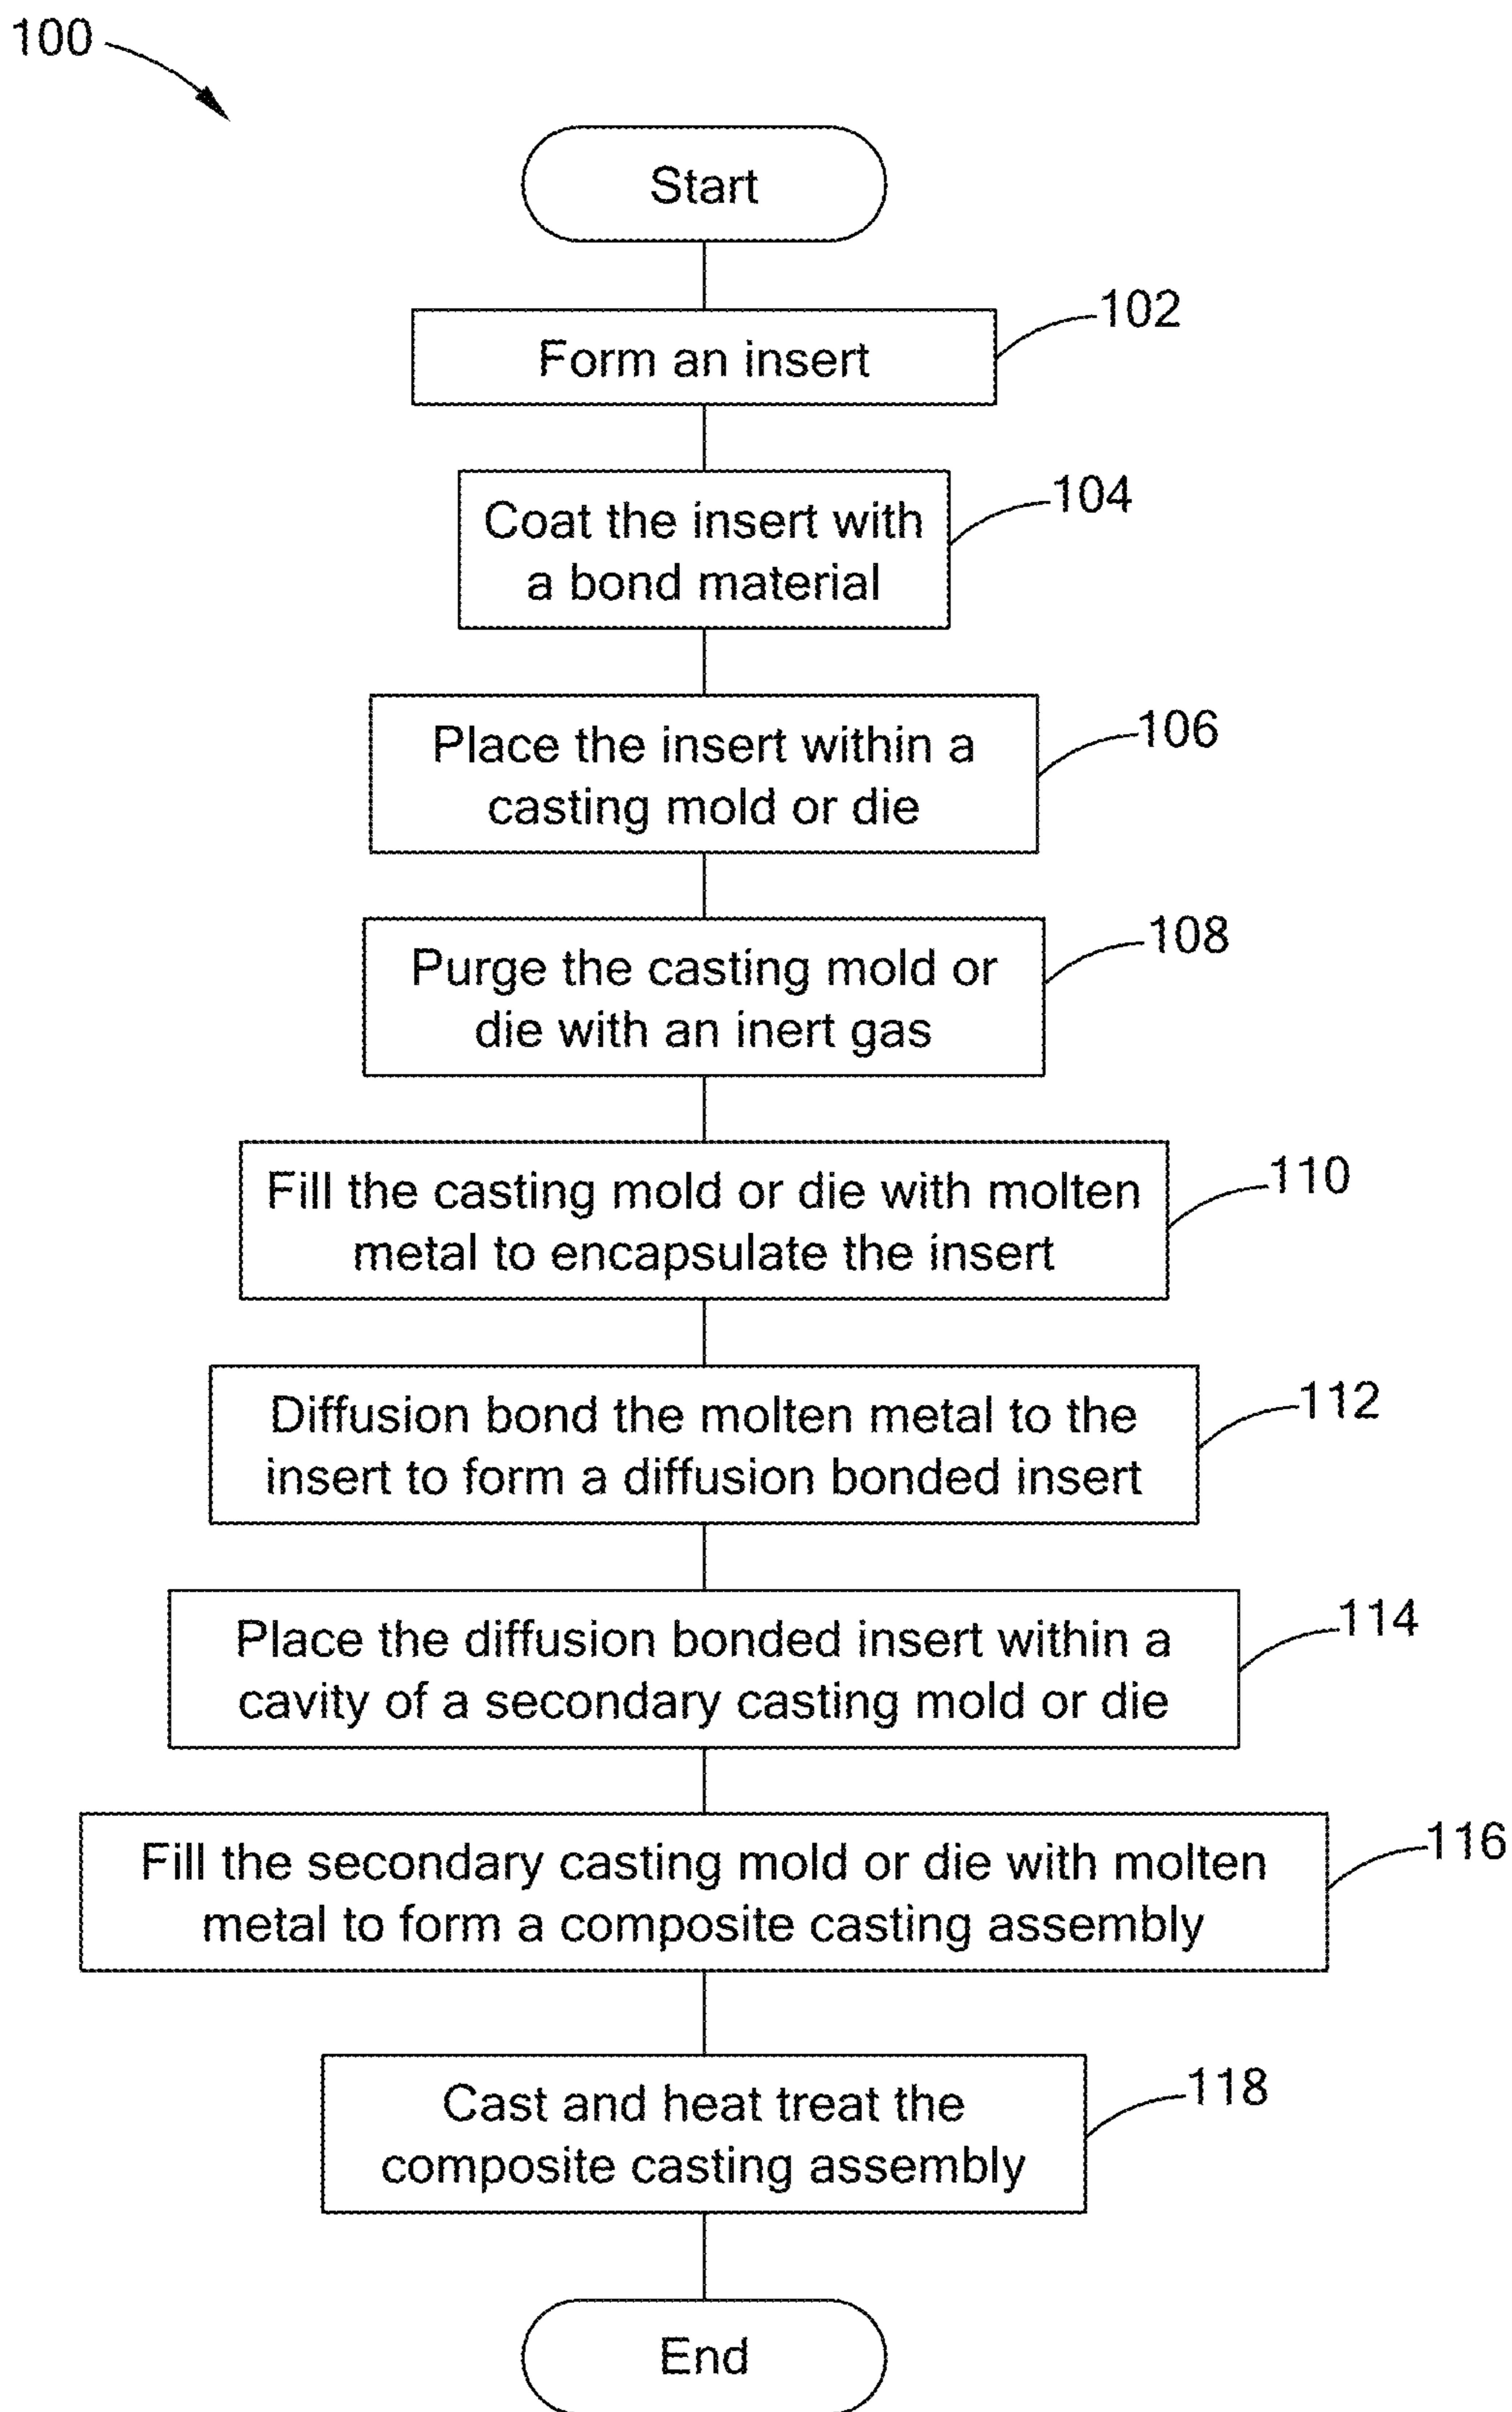 100
Start
102
Form an insert
104
Coat the insert with
a bond material
106
Place the insert within a
casting mold or die
108
Purge the casting mold or
die with an inert gas
110
Fill the casting mold or die with molten
metal to encapsulate the insert
112
Diffusion bond the molten metal to the
insert to form a diffusion bonded insert
114
Place the diffusion bonded insert within a
cavity of a secondary casting mold or die
116
Fill the secondary casting mold or die with molten
metal to form a composite casting assembly
118
Cast and heat treat the
composite casting assembly
End